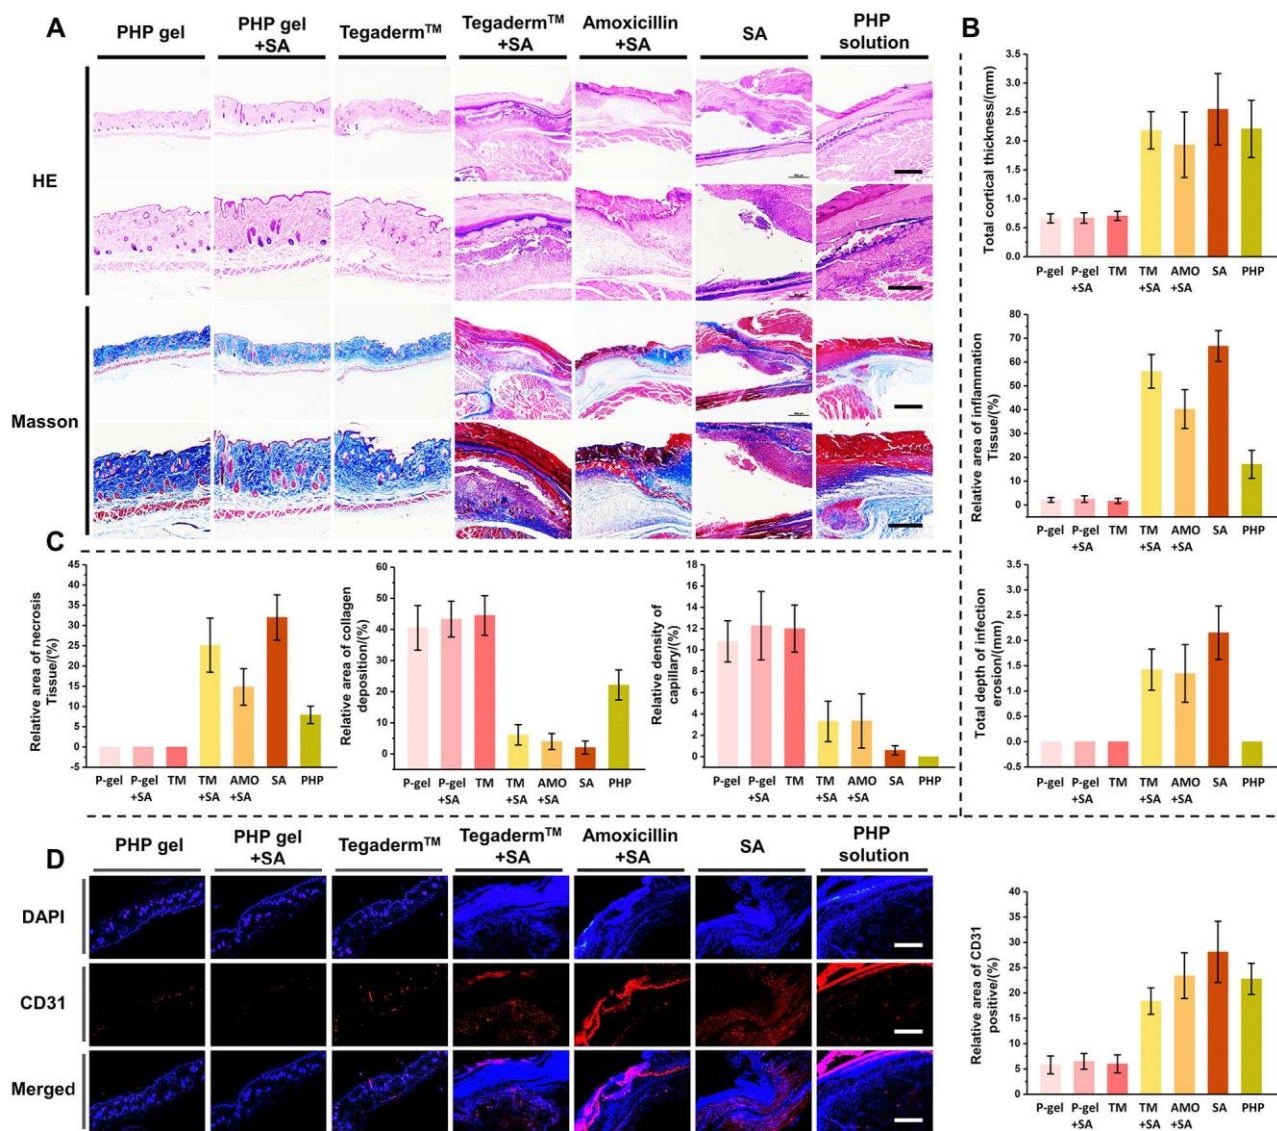 A
PHP gel
PHP gel
+SA
Tegaderm™
Tegaderm™
+SA
Amoxicillin
+SA
SA
PHP
solution
HE
Masson
B
Total cortical thickness/(mm)
3.5
3.0
2.5
2.0
1.5
1.0
0.5
0.0
P-gel
P-gel
+SA
TM
TM
+SA
AMO
+SA
SA
PHP
Relative area of inflammation
Tissue/(%)
80
70
60
50
40
30
20
10
0
P-gel
P-gel
+SA
TM
TM
+SA
AMO
+SA
SA
PHP
Total depth of infection
erosion/(mm)
3.5
3.0
2.5
2.0
1.5
1.0
0.5
0.0
-0.5
P-gel
P-gel
+SA
TM
TM
+SA
AMO
+SA
SA
PHP
C
Relative area of necrosis
Tissue/(%)
45
40
35
30
25
20
15
10
5
0
-5
P-gel
P-gel
+SA
TM
TM
+SA
AMO
+SA
SA
PHP
Relative area of collagen
deposition/(%)
60
50
40
30
20
10
0
P-gel
P-gel
+SA
TM
TM
+SA
AMO
+SA
SA
PHP
Relative density of
capillary/(%)
18
16
14
12
10
8
6
4
2
0
P-gel
P-gel
+SA
TM
TM
+SA
AMO
+SA
SA
PHP
D
PHP gel
PHP gel
+SA
Tegaderm™
Tegaderm™
+SA
Amoxicillin
+SA
SA
PHP
solution
DAPI
CD31
Merged
Relative area of CD31
positive/(%)
40
35
30
25
20
15
10
5
0
P-gel
P-gel
+SA
TM
TM
+SA
AMO
+SA
SA
PHP